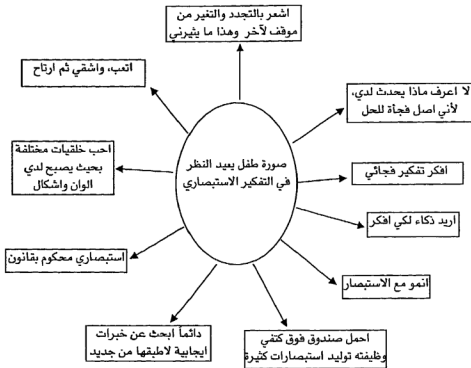 اشعر بالتجدد والتغير من
موقف لآخر وهذا ما يثيرني
لا اعرف ماذا يحدث لدي،
لأني اصل فجأة للحل
افكر تفكير فجائي
اريد ذكاء لكي افكر
انمو مع الاستبصار
احمل صندوق فوق كتفي
وظيفته توليد استبصارات كثيرة
دائماً ابحث عن خبرات
ايجابية لاطبقها من جديد
استبصاري محكوم بقانون
احب خلقيات مختلفة
بحيث يصبح لدي
الوان واشكال
اتعب، واشقي ثم ارتاح
صورة طفل يعيد النظر
في التفكير الاستبصاري